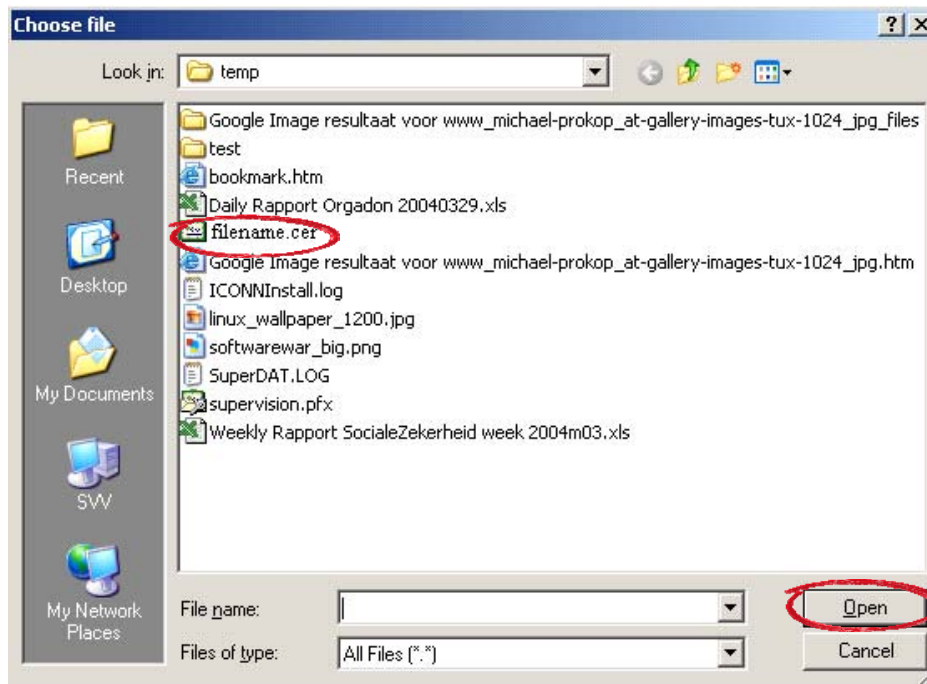 Choose file
Look in:
temp
Recent
Desktop
My Documents
SVV
My Network
Places
Google Image resultaat voor www_michael-prokop_at-gallery-images-tux-1024_jpg_files
test
bookmark.htm
Daily Rapport Orgadon 20040329.xls
filename.cer
Google Image resultaat voor www_michael-prokop_at-gallery-images-tux-1024_jpg.htm
ICONNInstall.log
linux_wallpaper_1200.jpg
softwarewar_big.png
SuperDAT.LOG
supervision.pfx
Weekly Rapport SocialeZekerheid week 2004m03.xls
File name:
Open
Files of type:
All Files (*.*)
Cancel